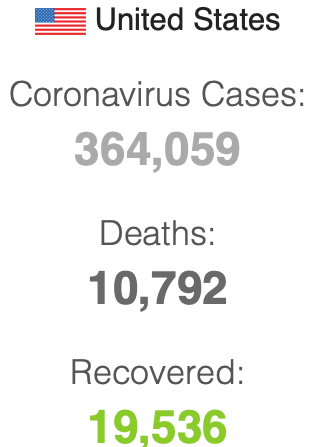 United States
Coronavirus Cases:
364,059
Deaths:
10,792
Recovered:
19,536